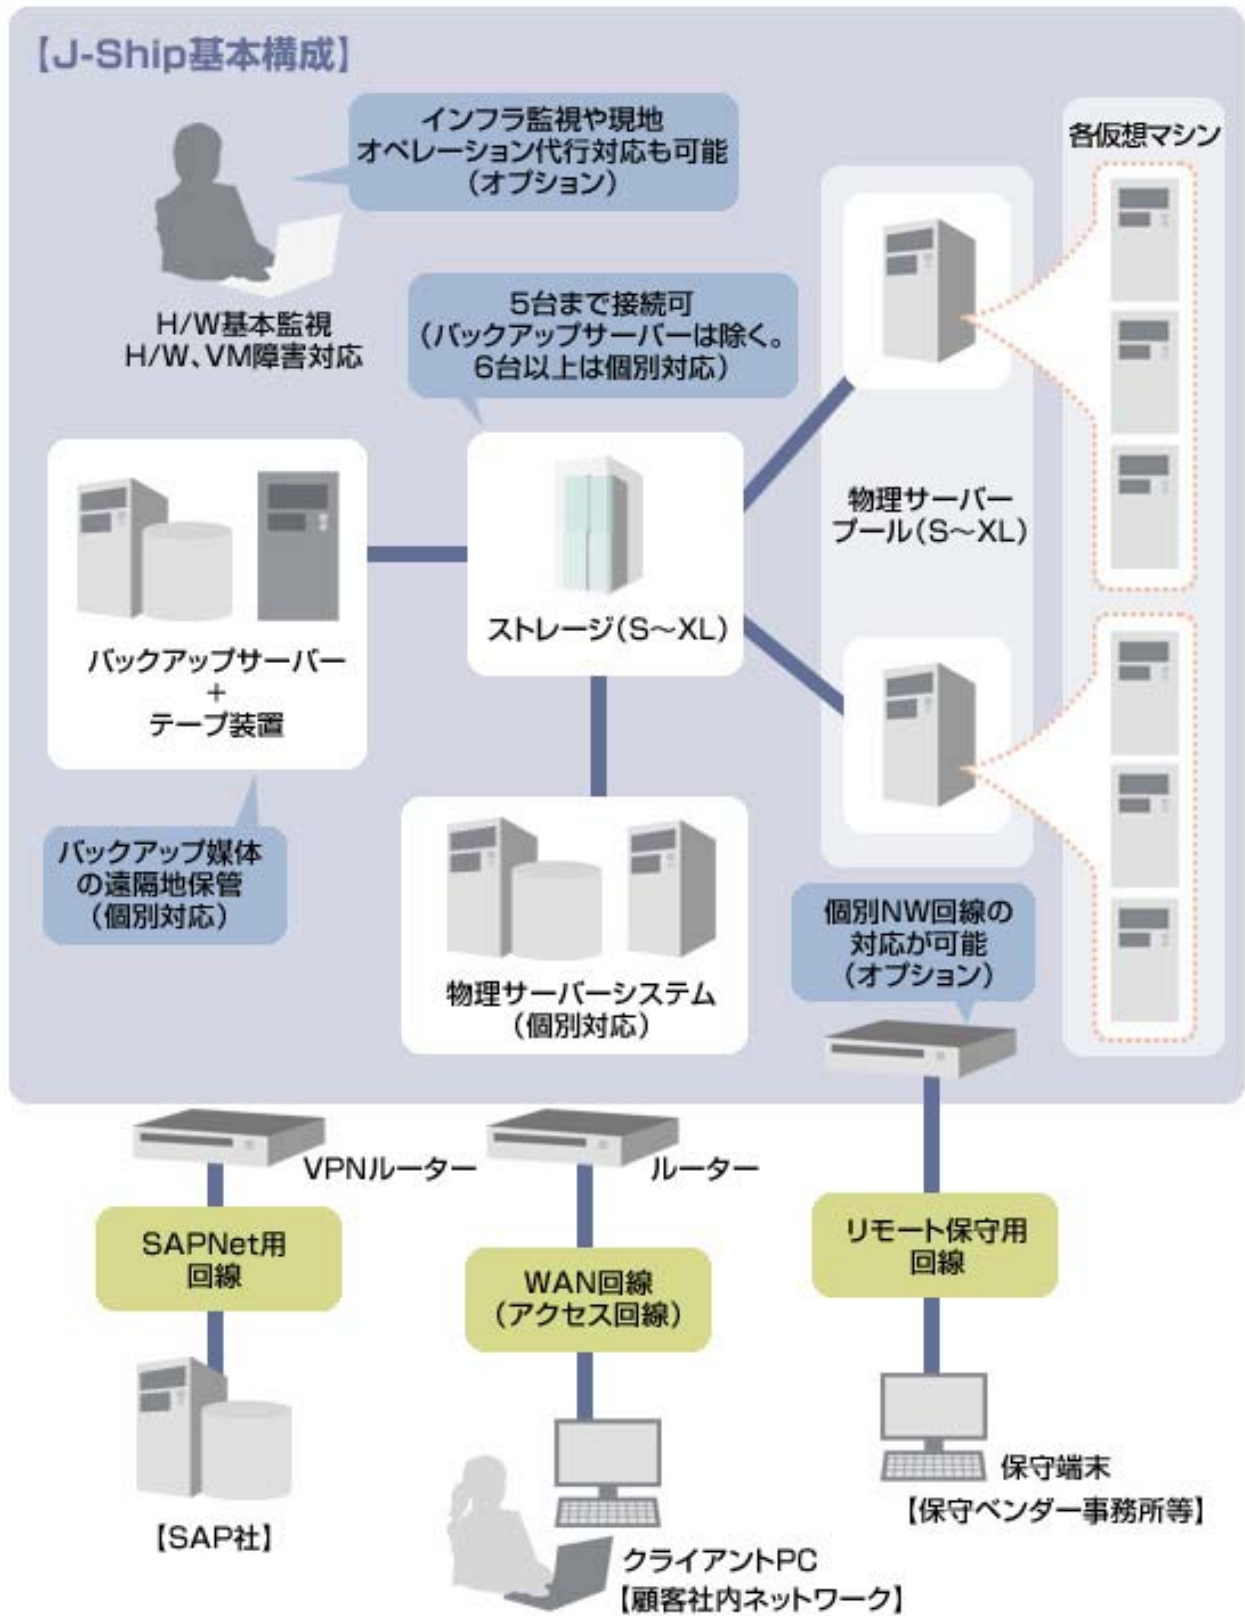 【J-Ship基本構成】
インフラ監視や現地
オペレーション代行対応も可能
（オプション）
各仮想マシン
H/W基本監視
H/W、VM障害対応
5台まで接続可
（バックアップサーバーは除く。
6台以上は個別対応）
物理サーバー
プール（S～XL）
ストレージ（S～XL）
バックアップサーバー
＋
テープ装置
バックアップ媒体
の遠隔地保管
（個別対応）
物理サーバーシステム
（個別対応）
個別NW回線の
対応が可能
（オプション）
VPNルーター
ルーター
SAPNet用
回線
WAN回線
（アクセス回線）
リモート保守用
回線
【SAP社】
クライアントPC
【顧客社内ネットワーク】
保守端末
【保守ベンダー事務所等】